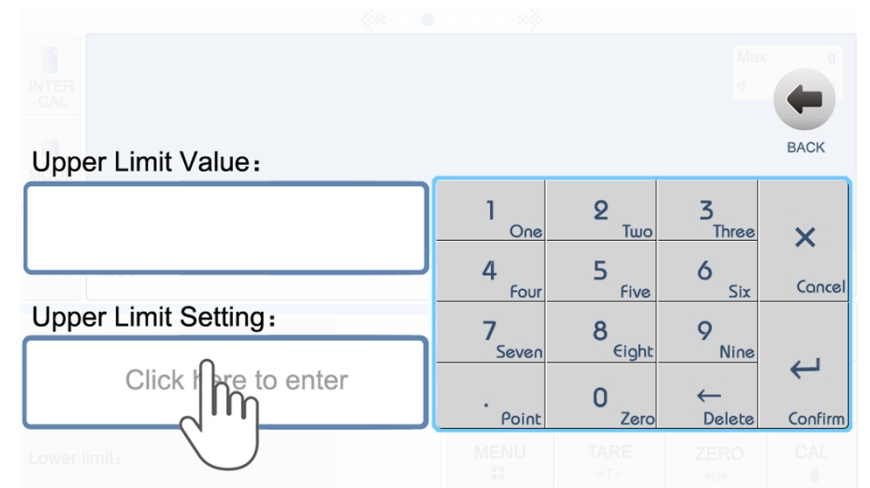 Max g
d
INTER
-CAL
BACK
Upper Limit Value:
1 One
2 Two
3 Three
× Cancel
4 Four
5 Five
6 Six
Upper Limit Setting:
Click here to enter
7 Seven
8 Eight
9 Nine
. Point
0 Zero
← Delete
↵ Confirm
Lower limit:
MENU
TARE
→T←
ZERO
→0←
CAL